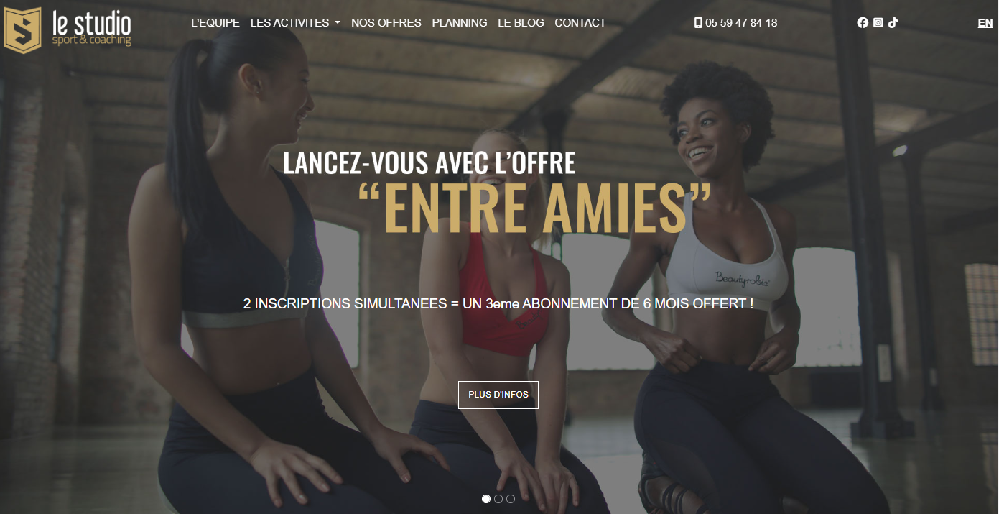 le studio
sport & coaching
L'EQUIPE LES ACTIVITES NOS OFFRES PLANNING LE BLOG CONTACT 05 59 47 84 18 EN
LANCEZ-VOUS AVEC L'OFFRE
“ENTRE AMIES”
Beautyrobic
2 INSCRIPTIONS SIMULTANEES = UN 3eme ABONNEMENT DE 6 MOIS OFFERT !
PLUS D'INFOS